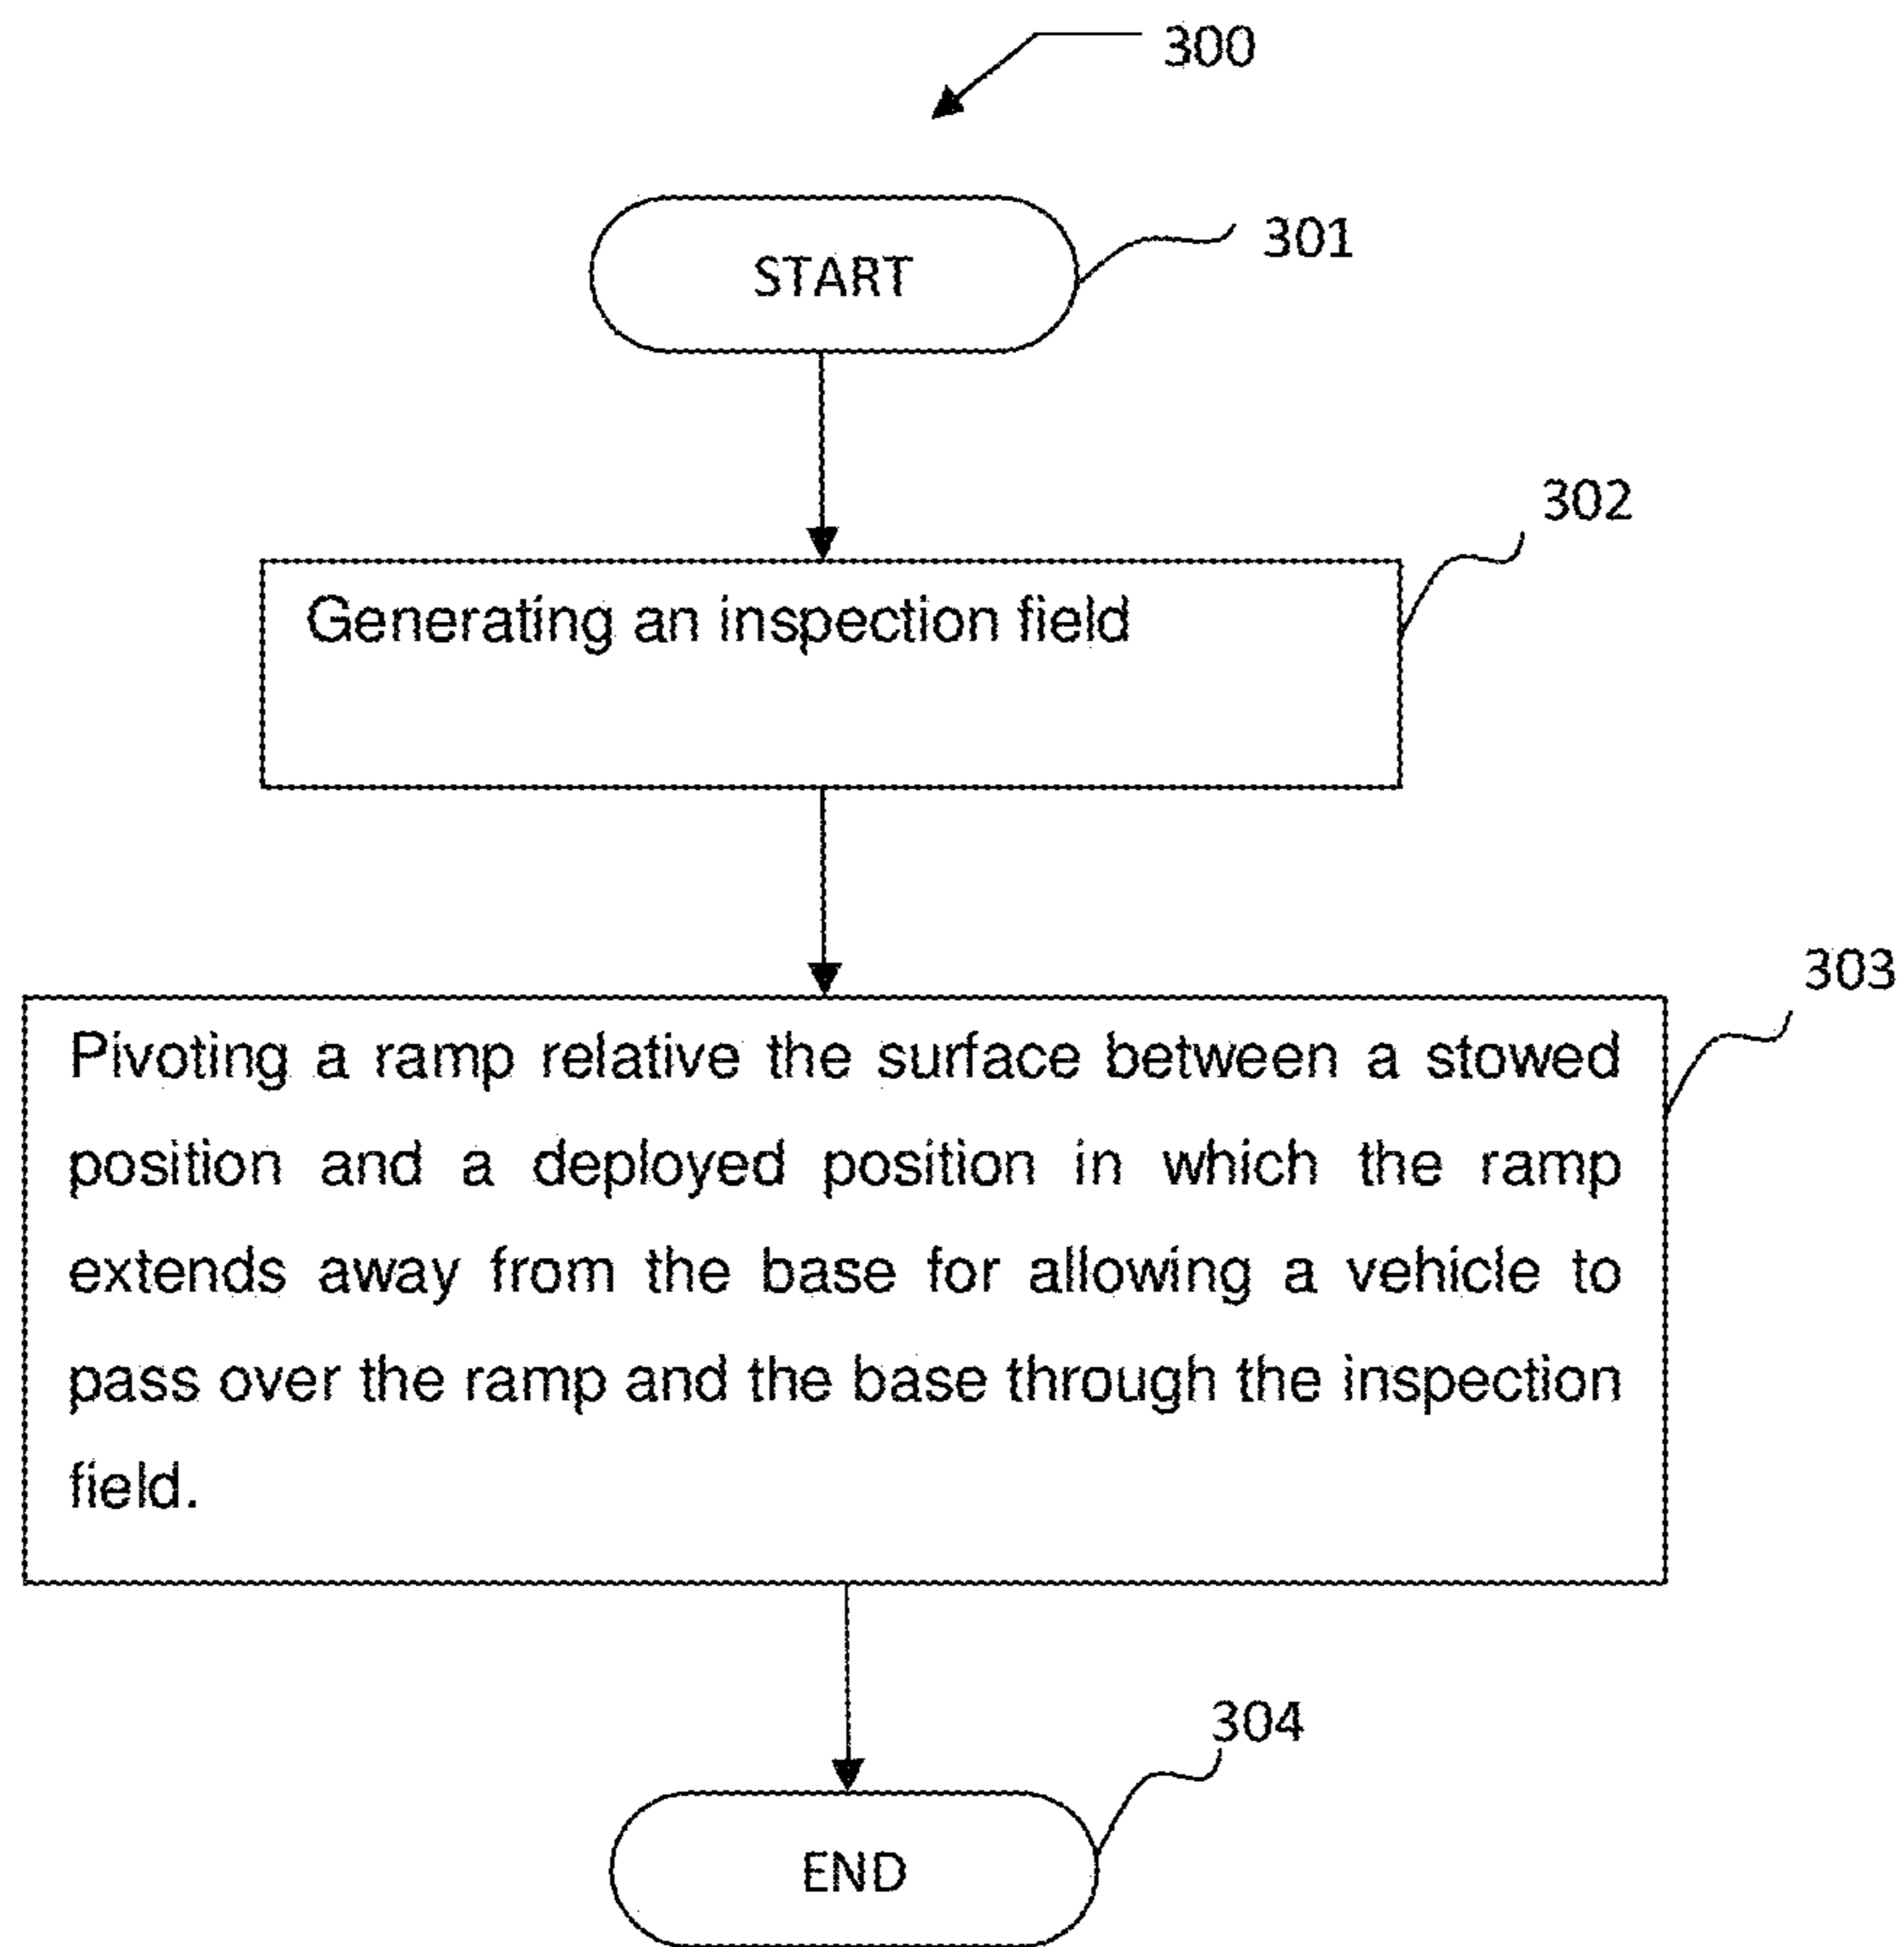 300
START
301
302
Generating an inspection field
303
Pivoting a ramp relative the surface between a stowed
position and a deployed position in which the ramp
extends away from the base for allowing a vehicle to
pass over the ramp and the base through the inspection
field.
304
END